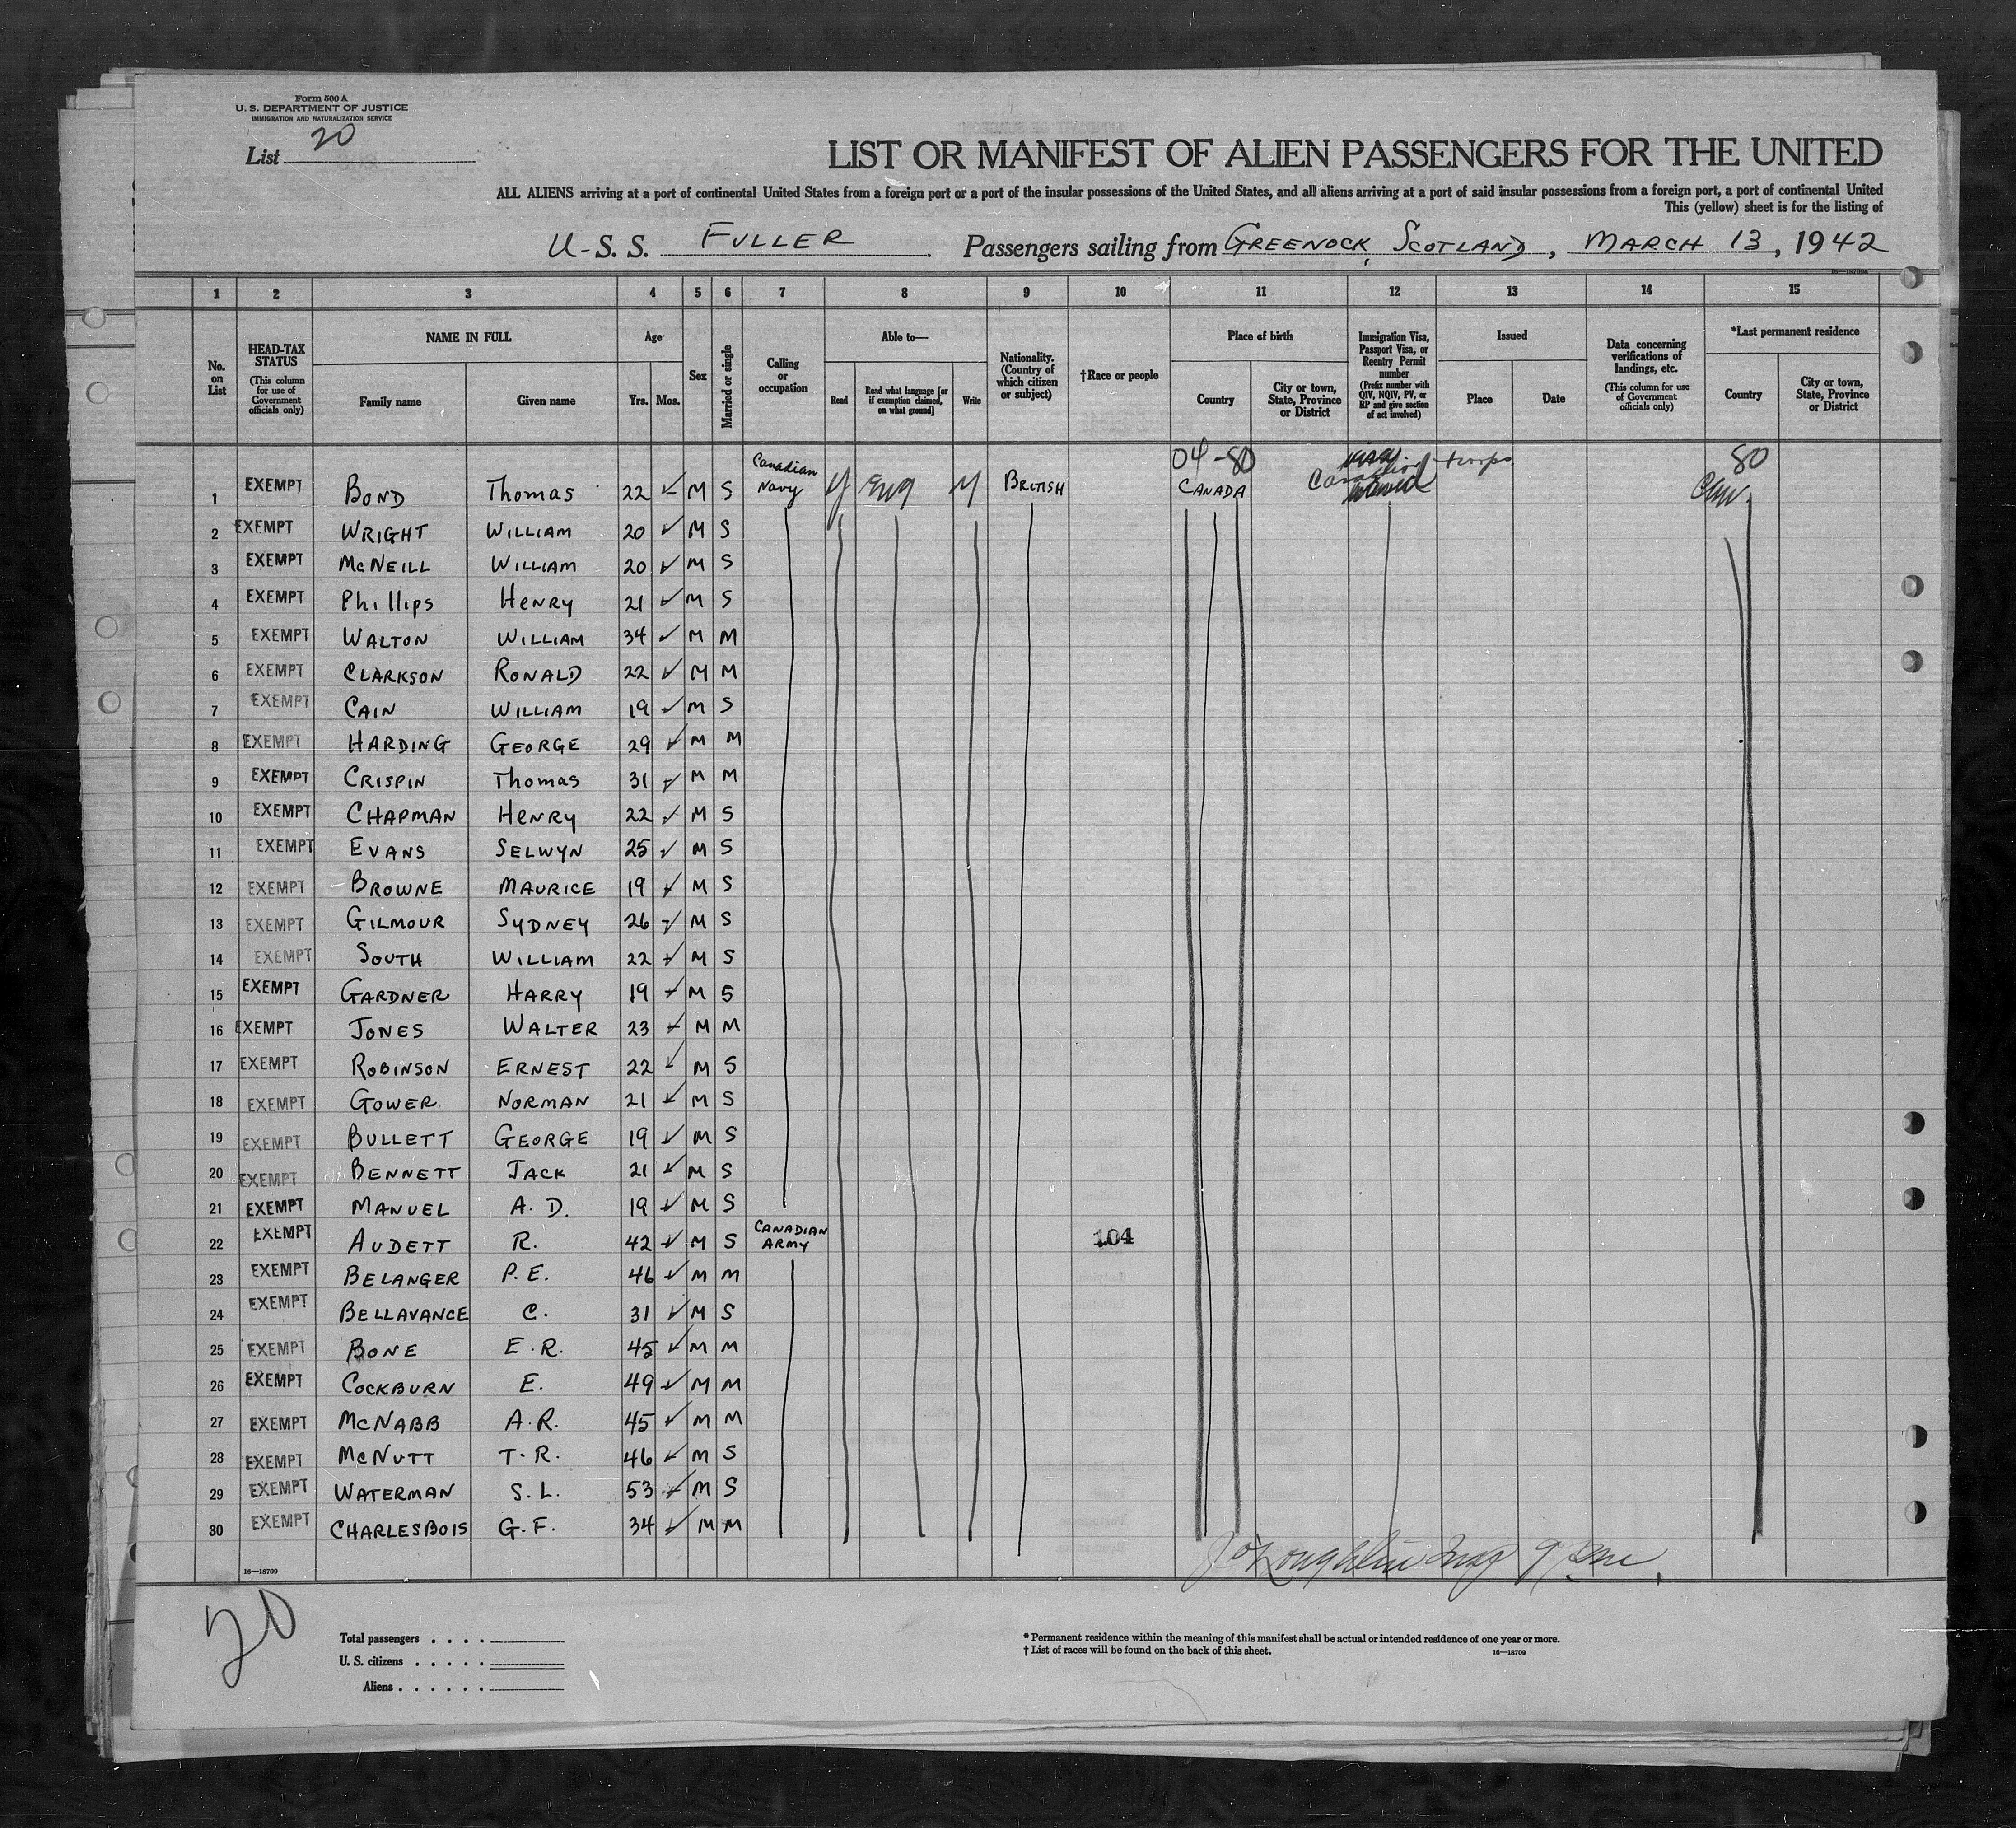 Form 500 A
U. S. DEPARTMENT OF JUSTICE
IMMIGRATION AND NATURALIZATION SERVICE
List 20
LIST OR MANIFEST OF ALIEN PASSENGERS FOR THE UNITED
ALL ALIENS arriving at a port of continental United States from a foreign port or a port of the insular possessions of the United States, and all aliens arriving at a port of said insular possessions from a foreign port, a port of continental United
This (yellow) sheet is for the listing of
U-S. S. FULLER Passengers sailing from GREENOCK, SCOTLAND, MARCH 13, 1942
16—18709A
1 2 3 4 5 6 7 8 9 10 11 12 13 14 15
No. on List
HEAD-TAX STATUS (This column for use of Government officials only)
NAME IN FULL
Family name
Given name
Age
Yrs. Mos.
Sex
Married or single
Calling or occupation
Able to—
Read
Read what language [or if exemption claimed, on what ground]
Write
Nationality. (Country of which citizen or subject)
†Race or people
Place of birth
Country
City or town, State, Province or District
Immigration Visa, Passport Visa, or Reentry Permit number (Prefix number with QIV, NQIV, PV, or RP and give section of act involved)
Issued
Place
Date
Data concerning verifications of landings, etc. (This column for use of Government officials only)
*Last permanent residence
Country
City or town, State, Province or District
04-80 troops 80
1 EXEMPT BOND Thomas 22 M S Canadian Navy Y Eng Y BRITISH CANADA Can.
2 EXEMPT WRIGHT WILLIAM 20 M S
3 EXEMPT McNEILL WILLIAM 20 M S
4 EXEMPT Phillips HENRY 21 M S
5 EXEMPT WALTON WILLIAM 34 M M
6 EXEMPT CLARKSON RONALD 22 M M
7 EXEMPT CAIN WILLIAM 19 M S
8 EXEMPT HARDING GEORGE 29 M M
9 EXEMPT CRISPIN Thomas 31 M M
10 EXEMPT CHAPMAN HENRY 22 M S
11 EXEMPT EVANS SELWYN 25 M S
12 EXEMPT BROWNE MAURICE 19 M S
13 EXEMPT GILMOUR SYDNEY 26 M S
14 EXEMPT SOUTH WILLIAM 22 M S
15 EXEMPT GARDNER HARRY 19 M S
16 EXEMPT JONES WALTER 23 M M
17 EXEMPT ROBINSON ERNEST 22 M S
18 EXEMPT GOWER NORMAN 21 M S
19 EXEMPT BULLETT GEORGE 19 M S
20 EXEMPT BENNETT JACK 21 M S
21 EXEMPT MANUEL A. D. 19 M S
22 EXEMPT AUDETT R. 42 M S CANADIAN ARMY 104
23 EXEMPT BELANGER P. E. 46 M M
24 EXEMPT BELLAVANCE C. 31 M S
25 EXEMPT BONE E. R. 45 M M
26 EXEMPT COCKBURN E. 49 M M
27 EXEMPT McNABB A. R. 45 M M
28 EXEMPT McNUTT T. R. 46 M S
29 EXEMPT WATERMAN S. L. 53 M S
30 EXEMPT CHARLESBOIS G. F. 34 M M
16—18709
20
Total passengers . . . .
U. S. citizens . . . . .
Aliens . . . . . .
* Permanent residence within the meaning of this manifest shall be actual or intended residence of one year or more.
† List of races will be found on the back of this sheet.
16—18709